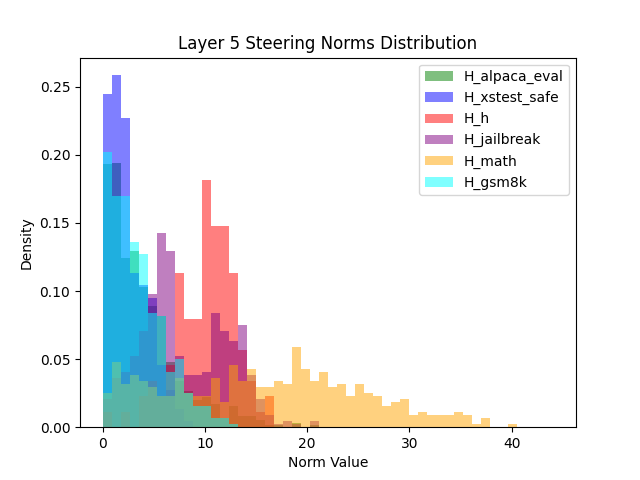 Layer 5 Steering Norms Distribution
H_alpaca_eval
H_xstest_safe
H_h
H_jailbreak
H_math
H_gsm8k
Density
0.25
0.20
0.15
0.10
0.05
0.00
0
10
20
30
40
Norm Value